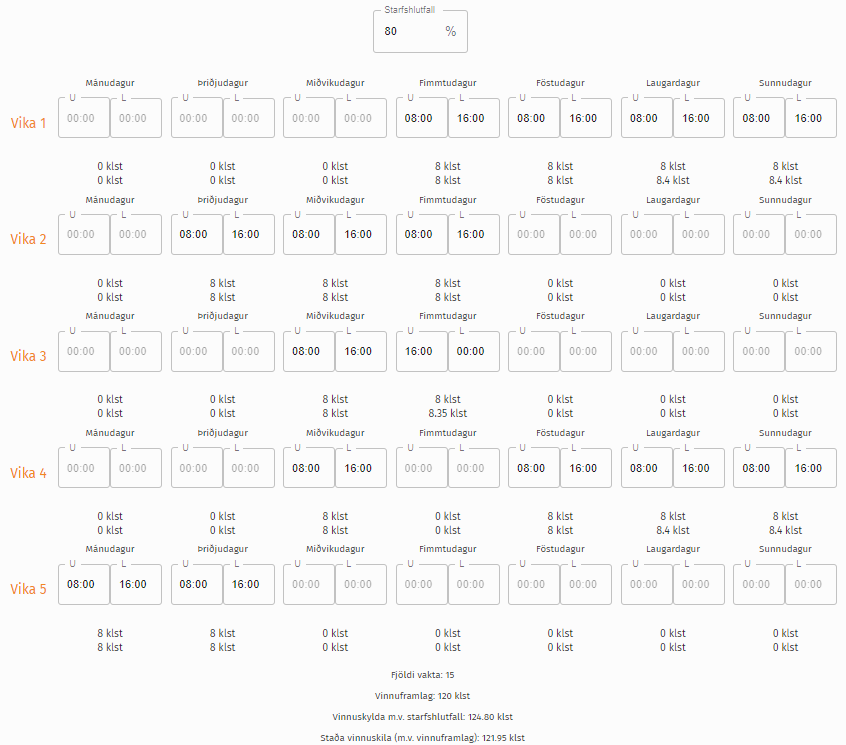 Starfshlutfall
80 %
Mánudagur Þriðjudagur Miðvikudagur Fimmtudagur Föstudagur Laugardagur Sunnudagur
U L U L U L U L U L U L U L
Vika 1 00:00 00:00 00:00 00:00 00:00 00:00 08:00 16:00 08:00 16:00 08:00 16:00 08:00 16:00
0 klst 0 klst 0 klst 8 klst 8 klst 8 klst 8 klst
0 klst 0 klst 0 klst 8 klst 8 klst 8.4 klst 8.4 klst
Mánudagur Þriðjudagur Miðvikudagur Fimmtudagur Föstudagur Laugardagur Sunnudagur
U L U L U L U L U L U L U L
Vika 2 00:00 00:00 08:00 16:00 08:00 16:00 08:00 16:00 00:00 00:00 00:00 00:00 00:00 00:00
0 klst 8 klst 8 klst 8 klst 0 klst 0 klst 0 klst
0 klst 8 klst 8 klst 8 klst 0 klst 0 klst 0 klst
Mánudagur Þriðjudagur Miðvikudagur Fimmtudagur Föstudagur Laugardagur Sunnudagur
U L U L U L U L U L U L U L
Vika 3 00:00 00:00 00:00 00:00 08:00 16:00 16:00 00:00 00:00 00:00 00:00 00:00 00:00 00:00
0 klst 0 klst 8 klst 8 klst 0 klst 0 klst 0 klst
0 klst 0 klst 8 klst 8.35 klst 0 klst 0 klst 0 klst
Mánudagur Þriðjudagur Miðvikudagur Fimmtudagur Föstudagur Laugardagur Sunnudagur
U L U L U L U L U L U L U L
Vika 4 00:00 00:00 00:00 00:00 08:00 16:00 00:00 00:00 08:00 16:00 08:00 16:00 08:00 16:00
0 klst 0 klst 8 klst 0 klst 8 klst 8 klst 8 klst
0 klst 0 klst 8 klst 0 klst 8 klst 8.4 klst 8.4 klst
Mánudagur Þriðjudagur Miðvikudagur Fimmtudagur Föstudagur Laugardagur Sunnudagur
U L U L U L U L U L U L U L
Vika 5 08:00 16:00 08:00 16:00 00:00 00:00 00:00 00:00 00:00 00:00 00:00 00:00 00:00 00:00
8 klst 8 klst 0 klst 0 klst 0 klst 0 klst 0 klst
8 klst 8 klst 0 klst 0 klst 0 klst 0 klst 0 klst
Fjöldi vakta: 15
Vinnuframlag: 120 klst
Vinnuskylda m.v. starfshlutfall: 124.80 klst
Staða vinnuskila (m.v. vinnuframlag): 121.95 klst